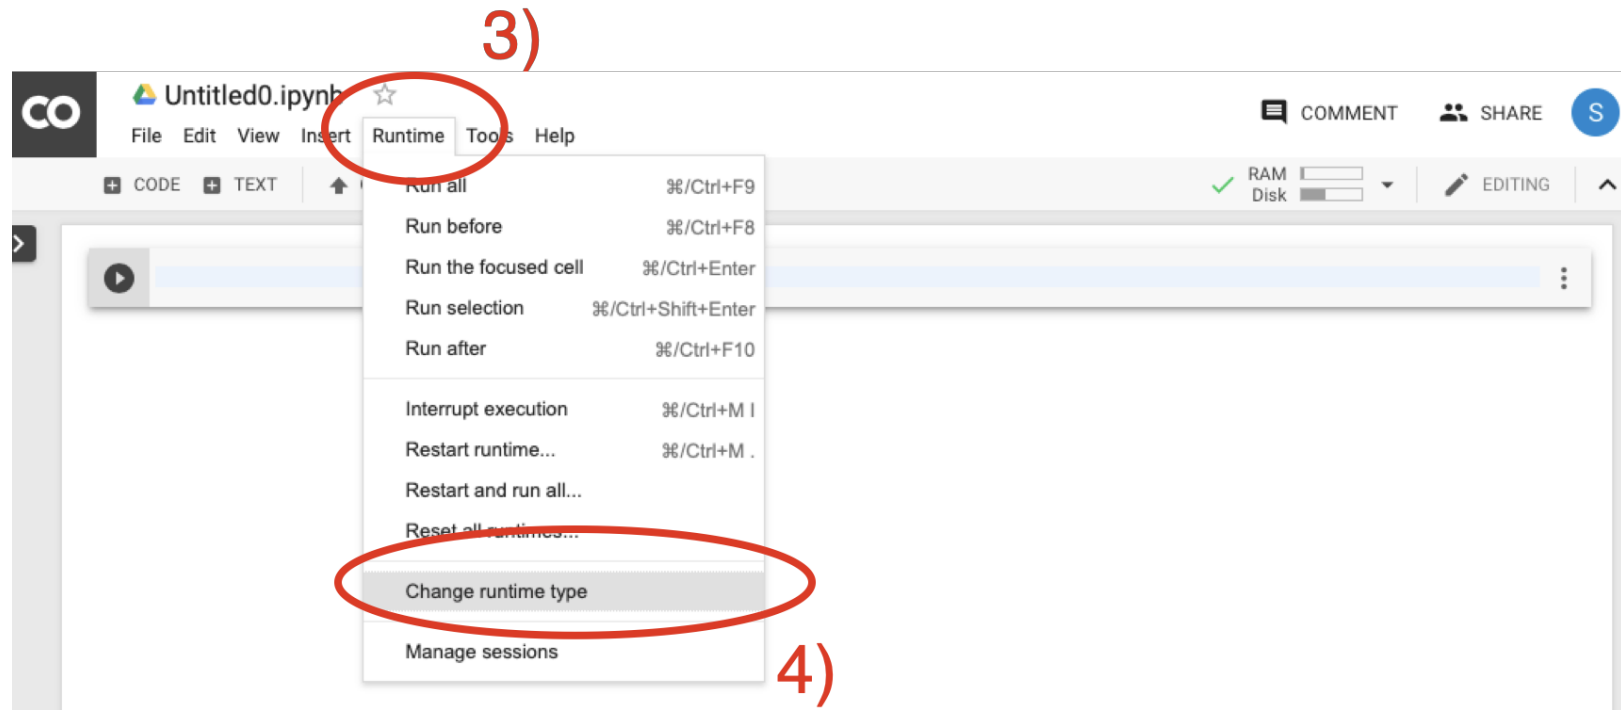 3)
CO
Untitled0.ipynb
File Edit View Insert Runtime Tools Help
COMMENT SHARE S
CODE TEXT
RAM
Disk
EDITING
Run all ⌘/Ctrl+F9
Run before ⌘/Ctrl+F8
Run the focused cell ⌘/Ctrl+Enter
Run selection ⌘/Ctrl+Shift+Enter
Run after ⌘/Ctrl+F10
Interrupt execution ⌘/Ctrl+M I
Restart runtime... ⌘/Ctrl+M .
Restart and run all...
Reset all runtimes...
Change runtime type
Manage sessions
4)